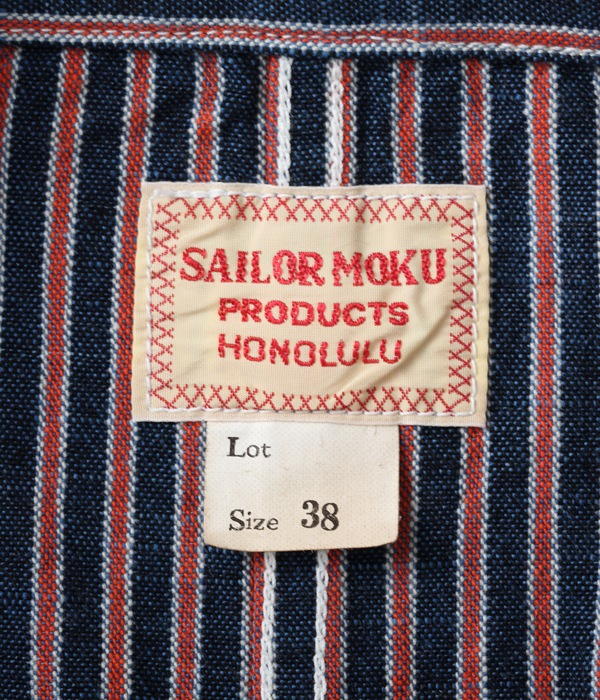 SAILOR MOKU
PRODUCTS
HONOLULU
Lot
Size 38